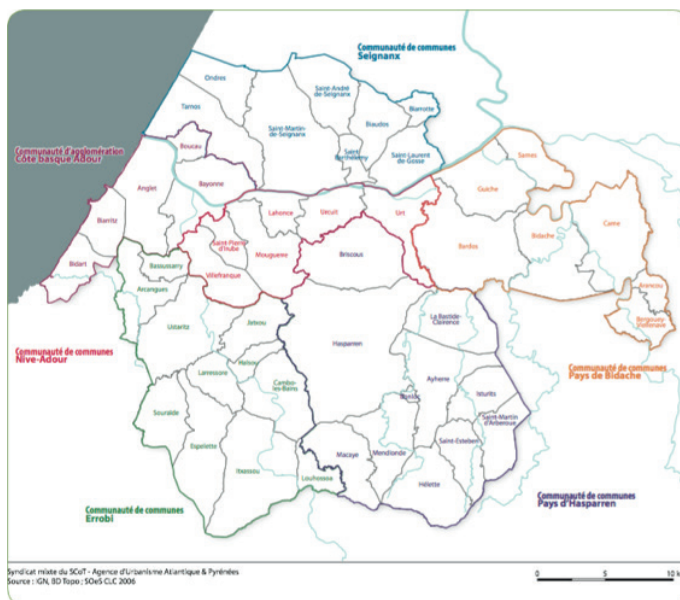 Communauté de communes
Seignanx
Ondres
Tarnos
Saint-André
de-Seignanx
Biarrotte
Biaudos
Saint-Martin-
de-Seignanx
Saint
Barthélemy
Saint-Laurent
de Gosse
Communauté d'agglomération
Côte basque Adour
Boucau
Bayonne
Anglet
Biarritz
Bidart
Sames
Guiche
Came
Bidache
Bardos
Arancou
Bergouey-
Viellenave
Lahonce
Urcuit
Urt
Saint-Pierre
d'Irube
Mouguerre
Villefranque
Briscous
Bassussarry
Arcangues
Ustaritz
Jatxou
Halsou
Larressore
Cambo-
les-Bains
Souraïde
Espelette
Itxassou
Louhossoa
La Bastide-
Clairence
Hasparren
Ayherre
Isturits
Bonloc
Saint-Martin
d'Arberoue
Saint-Esteben
Macaye
Mendionde
Hélette
Communauté de communes
Nive-Adour
Communauté de communes
Pays de Bidache
Communauté de communes
Errobi
Communauté de communes
Pays d'Hasparren
Syndicat mixte du SCoT - Agence d'Urbanisme Atlantique & Pyrénées
Source : IGN, BD Topo ; SOeS CLC 2006
0 5 10 k